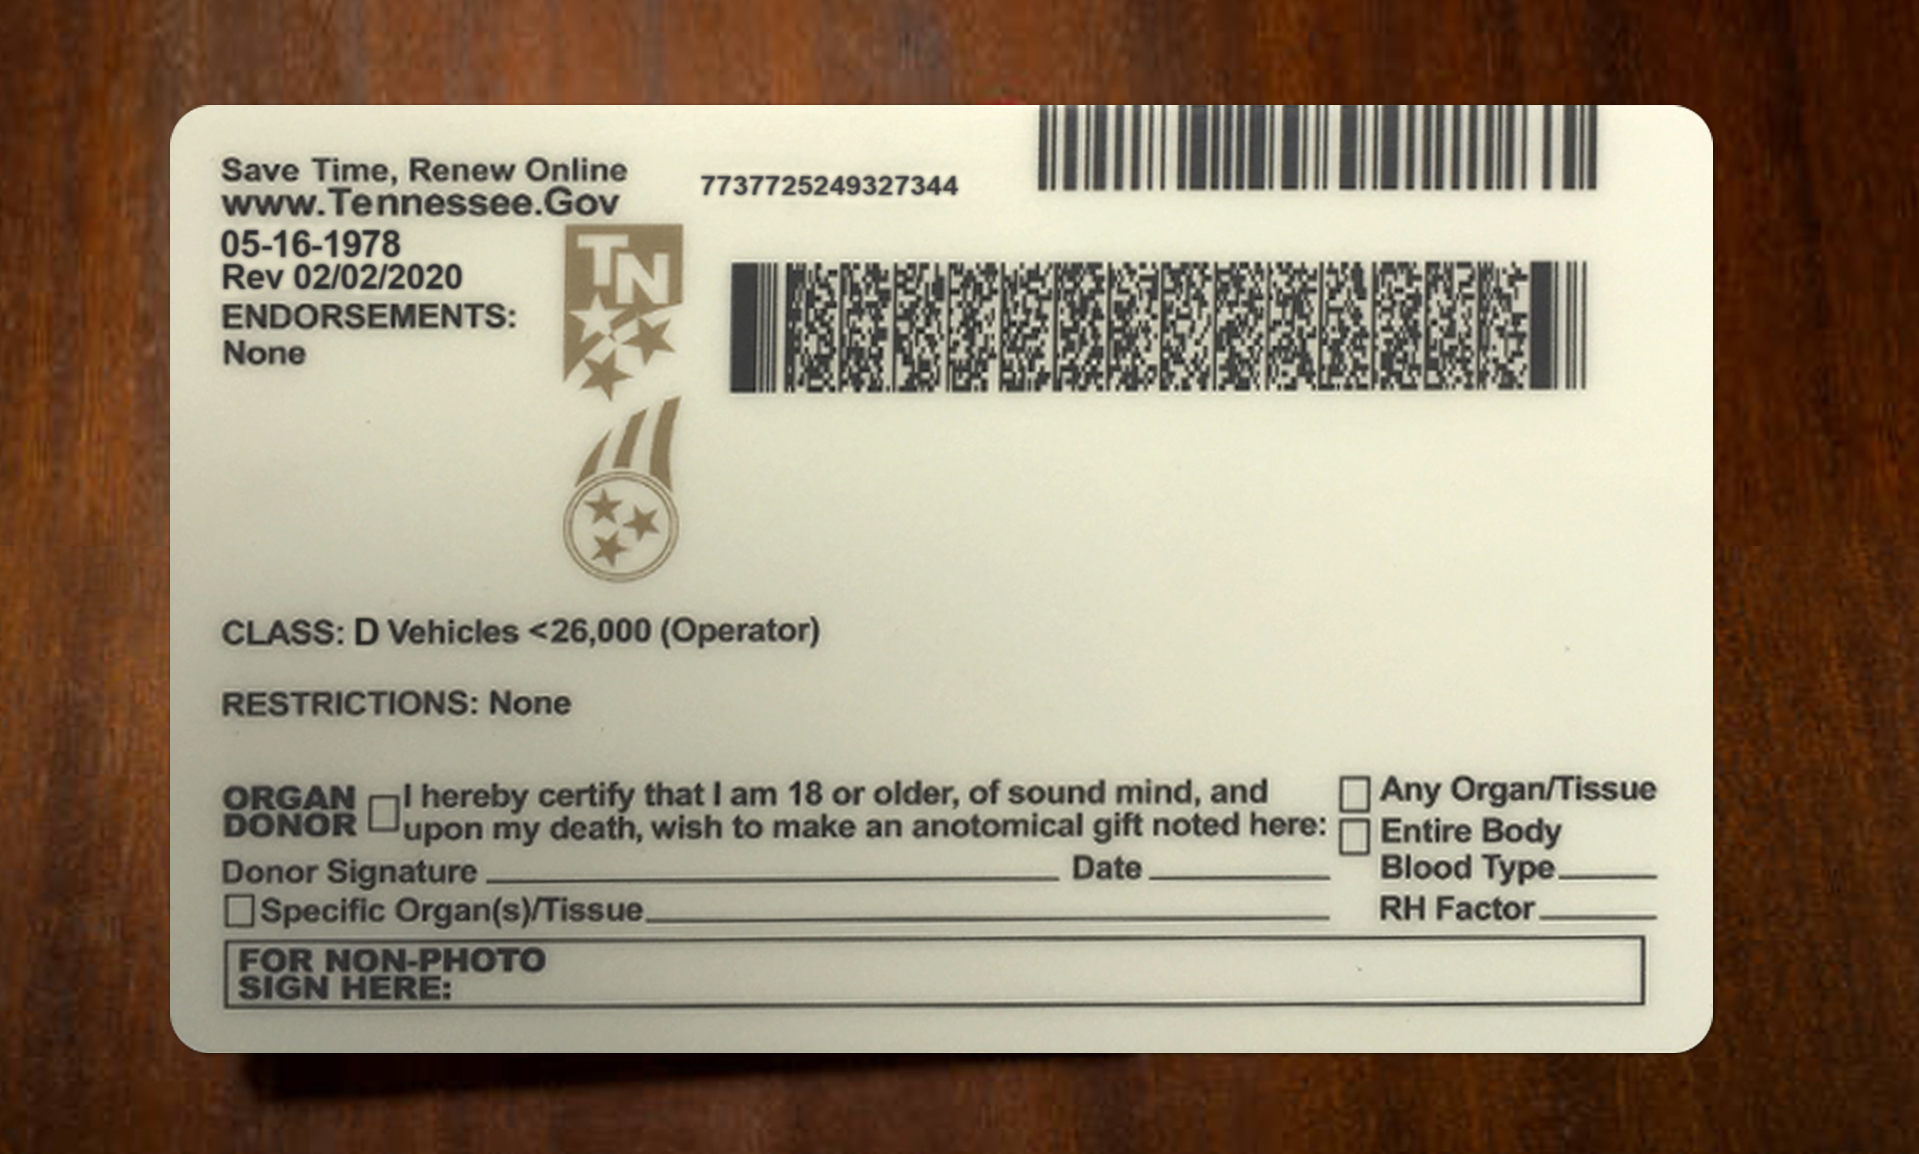 Save Time, Renew Online
www.Tennessee.Gov
7737725249327344
05-16-1978
Rev 02/02/2020
ENDORSEMENTS:
None
TN
CLASS: D Vehicles <26,000 (Operator)
RESTRICTIONS: None
ORGAN DONOR
I hereby certify that I am 18 or older, of sound mind, and
upon my death, wish to make an anotomical gift noted here:
Any Organ/Tissue
Entire Body
Donor Signature Date
Blood Type
Specific Organ(s)/Tissue
RH Factor
FOR NON-PHOTO
SIGN HERE: